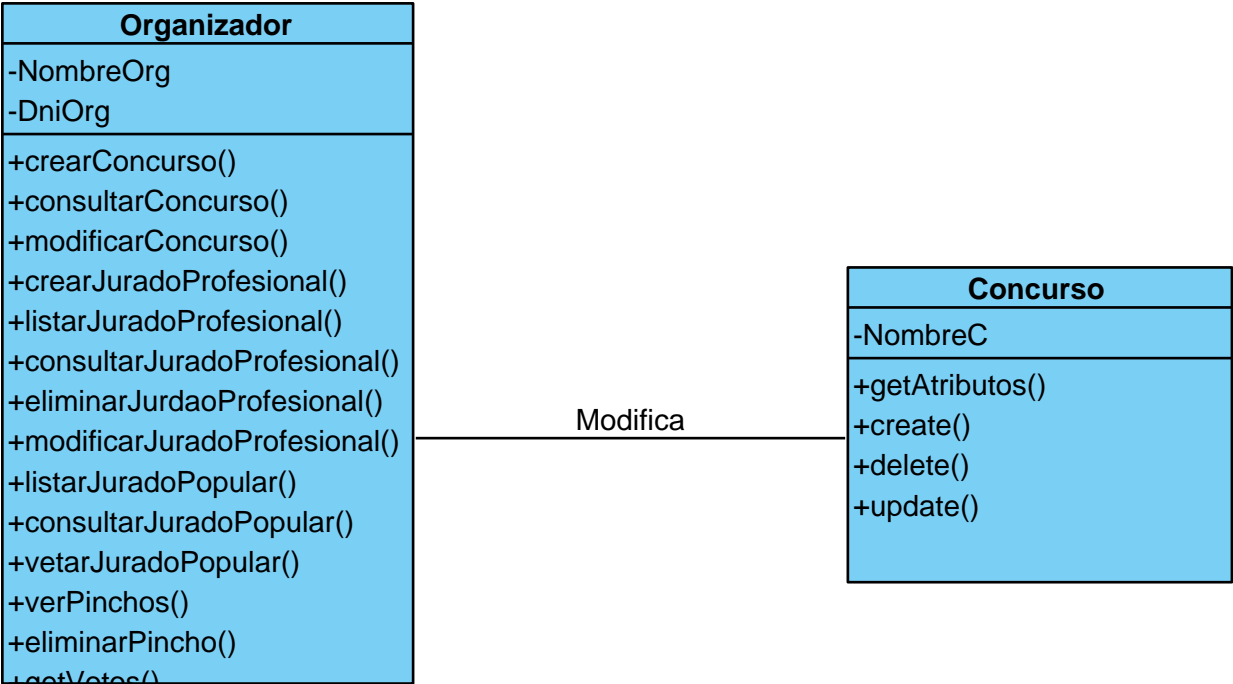 Organizador
-NombreOrg
-DniOrg
+crearConcurso()
+consultarConcurso()
+modificarConcurso()
+crearJuradoProfesional()
+listarJuradoProfesional()
+consultarJuradoProfesional()
+eliminarJurdaoProfesional()
+modificarJuradoProfesional()
+listarJuradoPopular()
+consultarJuradoPopular()
+vetarJuradoPopular()
+verPinchos()
+eliminarPincho()
+getVotos()
Modifica
Concurso
-NombreC
+getAtributos()
+create()
+delete()
+update()